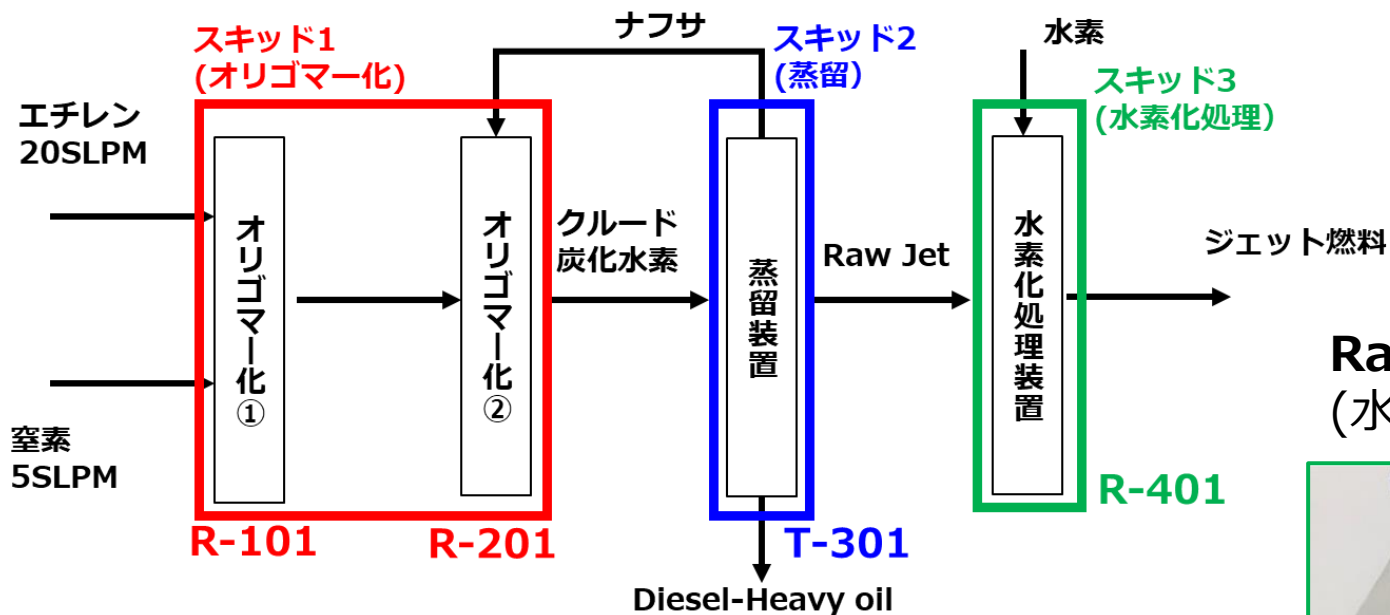 ナフサ
スキッド1
(オリゴマー化)
スキッド2
(蒸留）
水素
スキッド3
(水素化処理）
エチレン
20SLPM
オリゴマー化①
オリゴマー化②
クルード
炭化水素
蒸留装置
Raw Jet
水素化処理装置
ジェット燃料
窒素
5SLPM
R-101
R-201
T-301
R-401
Diesel-Heavy oil
Ra
(水